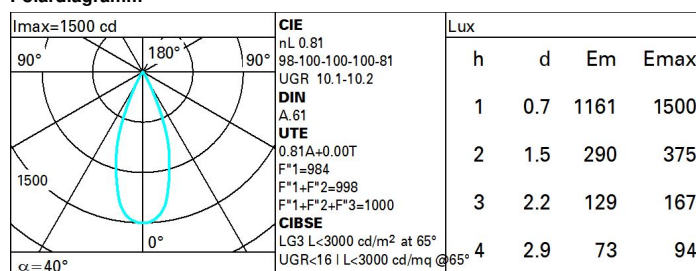 Imax=1500 cd
90°
180°
90°
1500
0°
α=40°
CIE
nL 0.81
98-100-100-100-81
UGR 10.1-10.2
DIN
A.61
UTE
0.81A+0.00T
F"1=984
F"1+F"2=998
F"1+F"2+F"3=1000
CIBSE
LG3 L<3000 cd/m² at 65°
UGR<16 | L<3000 cd/mq @65°
Lux
h d Em Emax
1 0.7 1161 1500
2 1.5 290 375
3 2.2 129 167
4 2.9 73 94